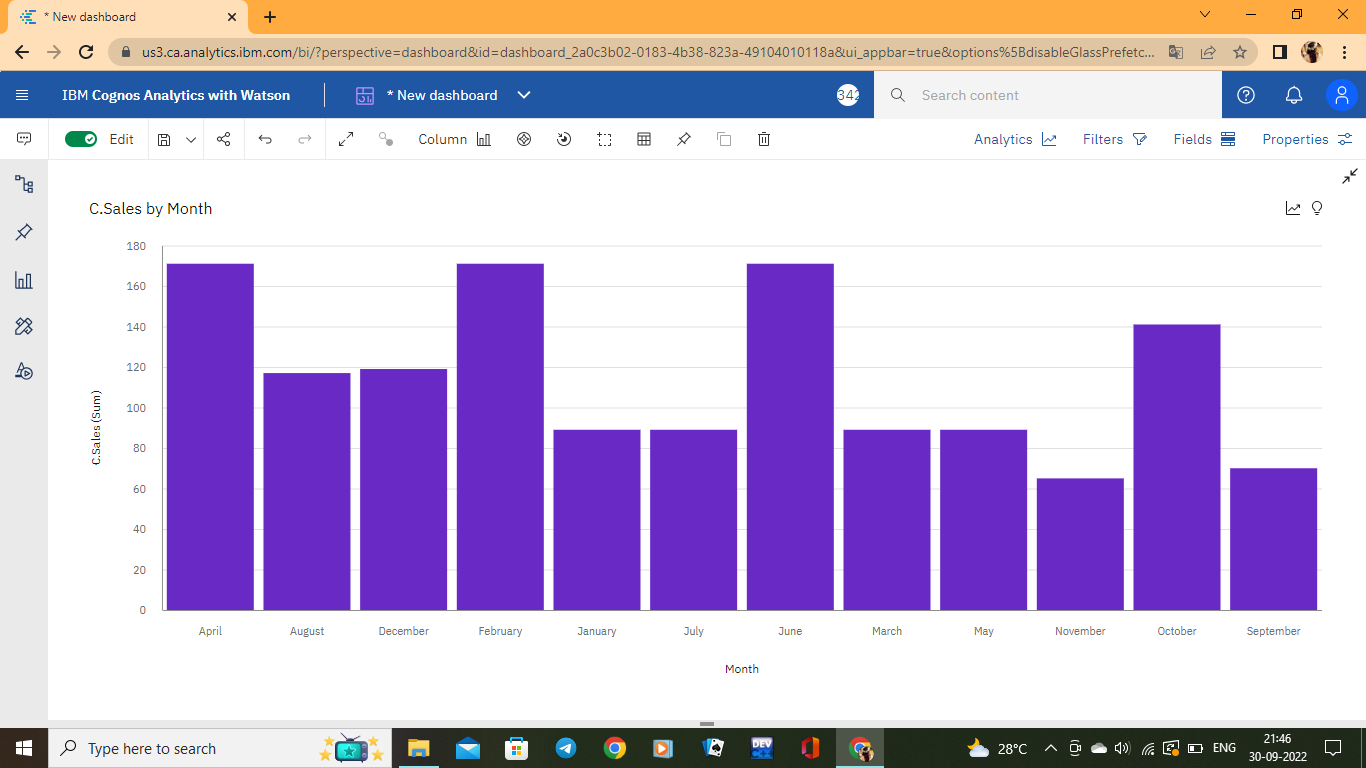 * New dashboard
us3.ca.analytics.ibm.com/bi/?perspective=dashboard&id=dashboard_2a0c3b02-0183-4b38-823a-49104010118a&ui_appbar=true&options%5BdisableGlassPrefetc...
IBM Cognos Analytics with Watson
* New dashboard
342
Search content
Edit
Column
Analytics
Filters
Fields
Properties
C.Sales by Month
180
160
140
120
100
80
60
40
20
0
C.Sales (Sum)
April August December February January July June March May November October September
Month
Type here to search
DEV
28°C
ENG
21:46
30-09-2022